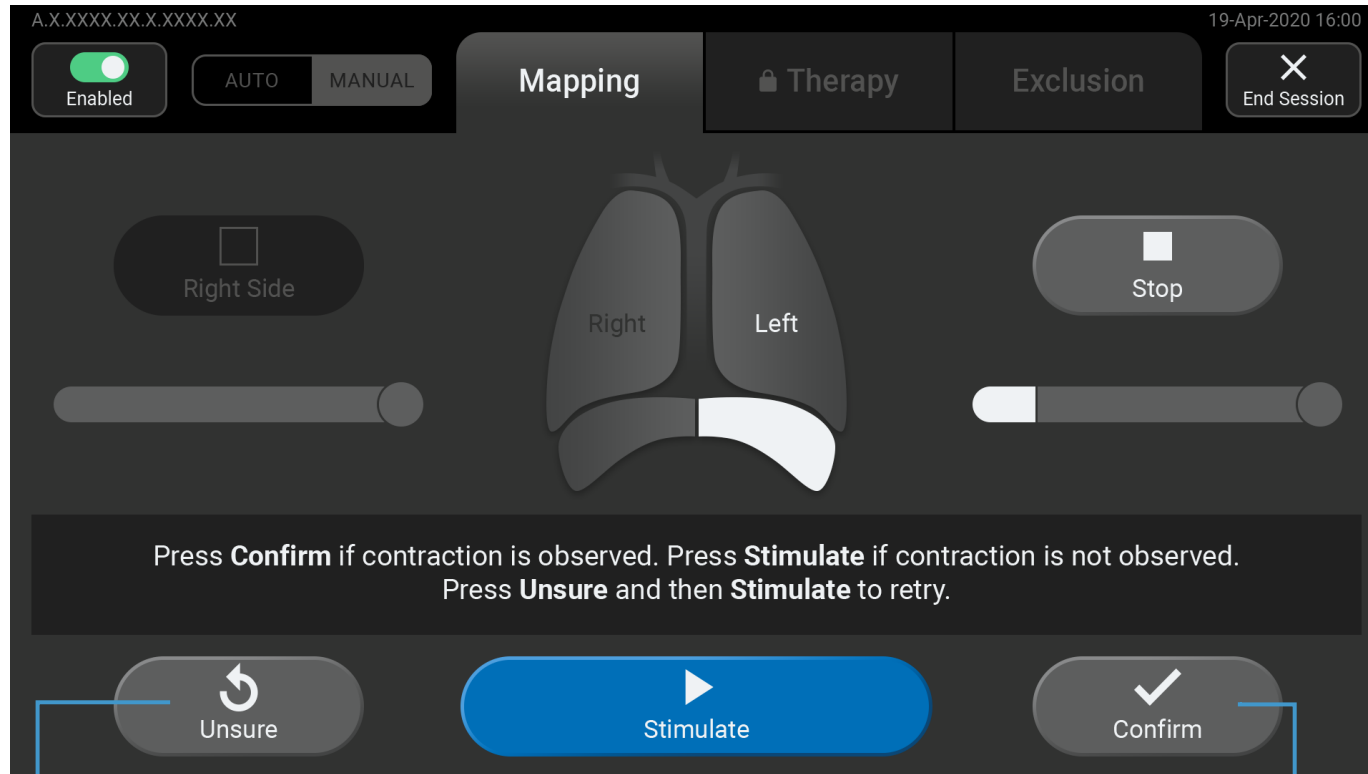 A.X.XXXX.XX.X.XXXX.XX
19-Apr-2020 16:00
Enabled
AUTO
MANUAL
Mapping
Therapy
Exclusion
End Session
Right Side
Right
Left
Stop
Press Confirm if contraction is observed. Press Stimulate if contraction is not observed.
Press Unsure and then Stimulate to retry.
Unsure
Stimulate
Confirm